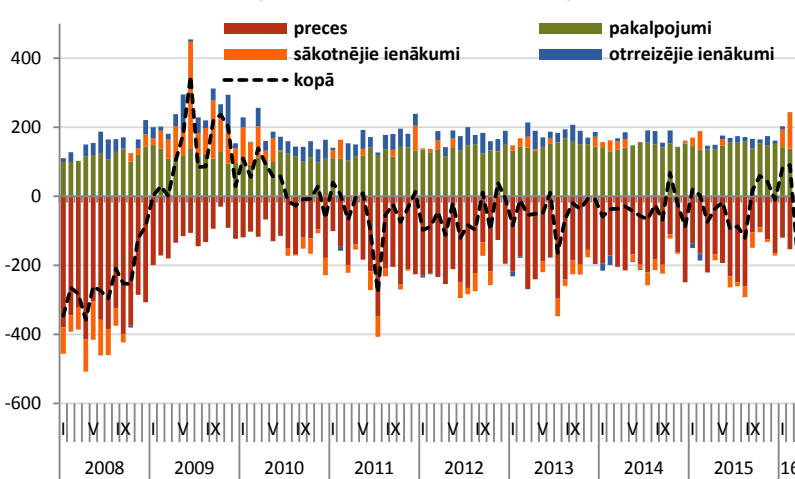 preces pakalpojumi
sākotnējie ienākumi otrreizējie ienākumi
kopā
400
200
0
-200
-400
-600
I V IX I V IX I V IX I V IX I V IX I V IX I V IX I V IX I
2008 2009 2010 2011 2012 2013 2014 2015 16